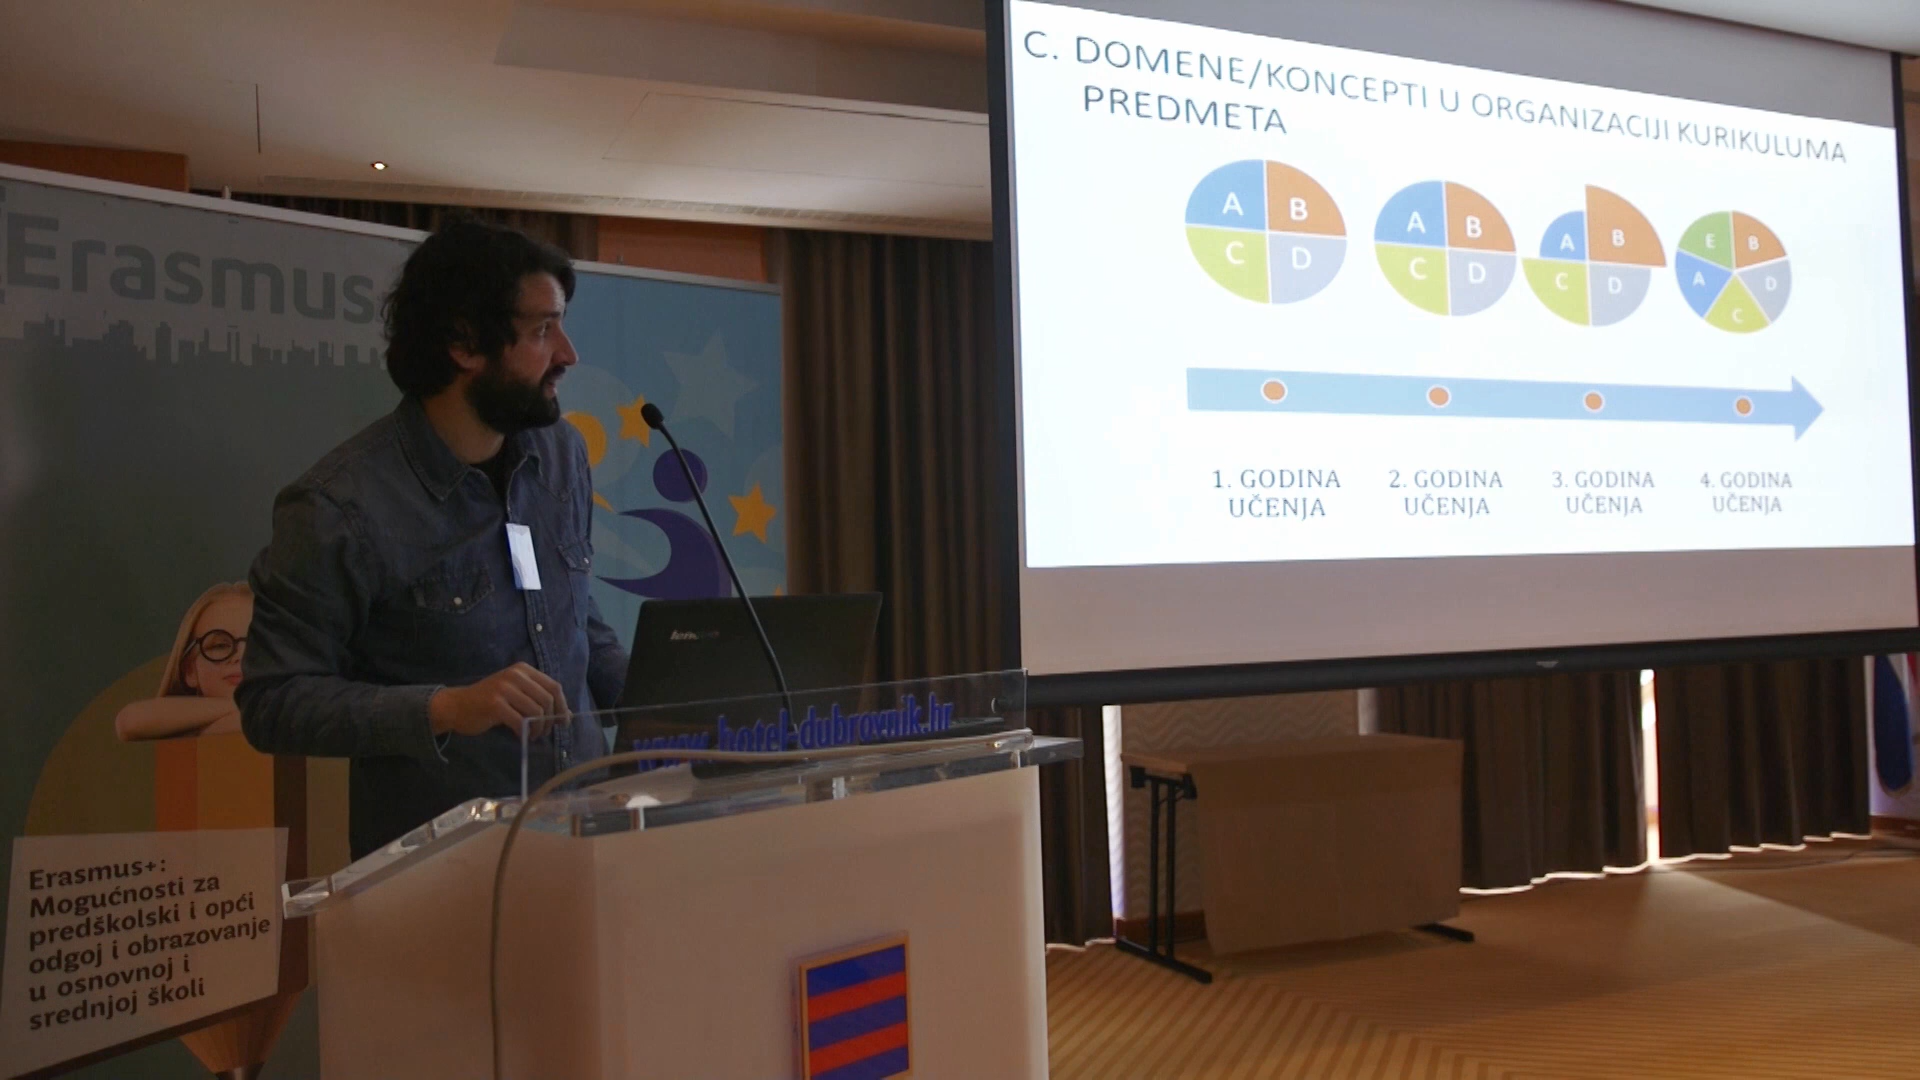 C. DOMENE/KONCEPTI U ORGANIZACIJI KURIKULUMA
PREDMETA
A B C D
A B C D
A B C D
E B A D C
1. GODINA
UČENJA
2. GODINA
UČENJA
3. GODINA
UČENJA
4. GODINA
UČENJA
Erasmus+
lenovo
www.hotel-dubrovnik.hr
Erasmus+:
Mogućnosti za
predškolski i opći
odgoj i obrazovanje
u osnovnoj i
srednjoj školi